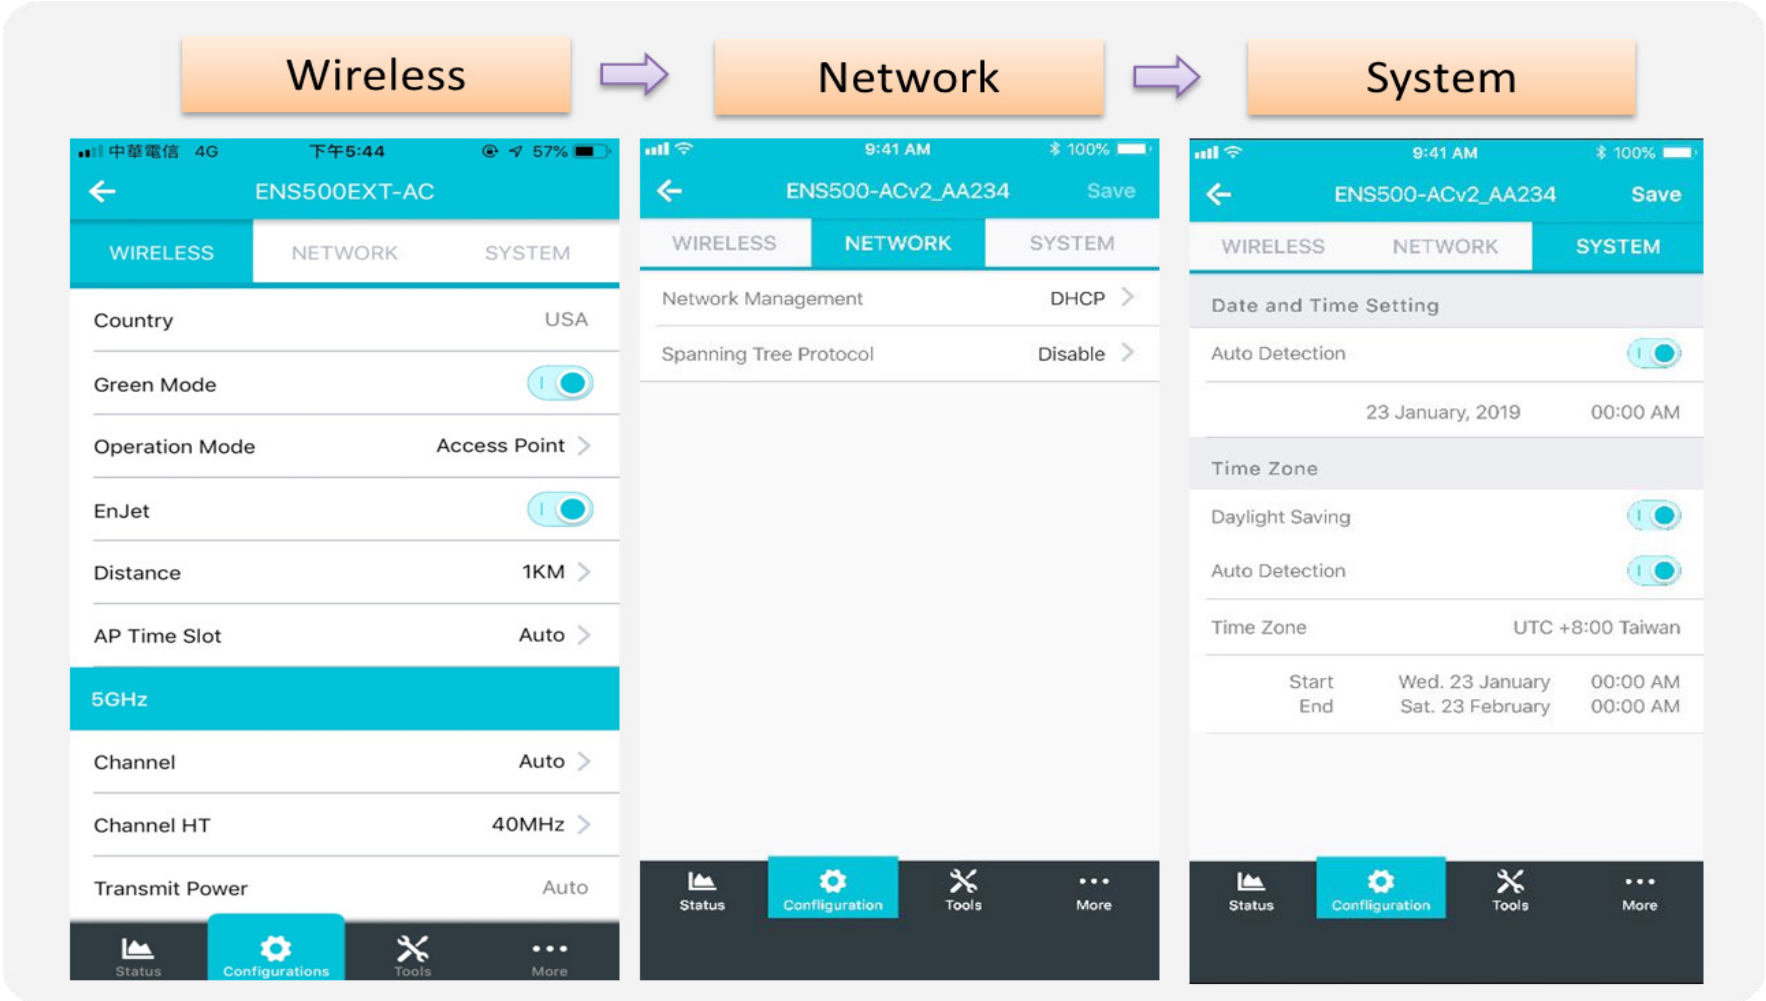 Wireless
Network
System
中華電信 4G 下午5:44 57%
ENS500EXT-AC
WIRELESS NETWORK SYSTEM
Country USA
Green Mode
Operation Mode Access Point
EnJet
Distance 1KM
AP Time Slot Auto
5GHz
Channel Auto
Channel HT 40MHz
Transmit Power Auto
Status Configurations Tools More
9:41 AM 100%
ENS500-ACv2_AA234 Save
WIRELESS NETWORK SYSTEM
Network Management DHCP
Spanning Tree Protocol Disable
Status Confliguration Tools More
9:41 AM 100%
ENS500-ACv2_AA234 Save
WIRELESS NETWORK SYSTEM
Date and Time Setting
Auto Detection
23 January, 2019 00:00 AM
Time Zone
Daylight Saving
Auto Detection
Time Zone UTC +8:00 Taiwan
Start Wed. 23 January 00:00 AM
End Sat. 23 February 00:00 AM
Status Confliguration Tools More